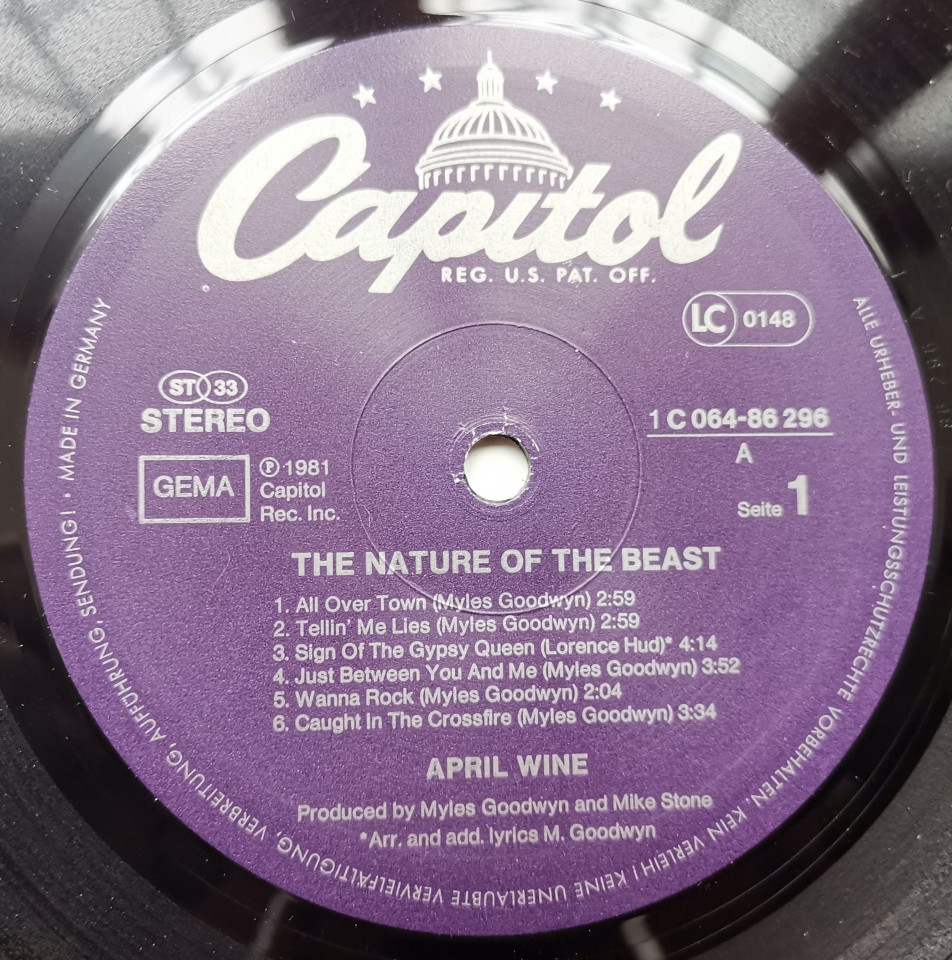 Capitol
REG. U.S. PAT. OFF.
LC 0148
ST 33
STEREO
GEMA
℗ 1981
Capitol
Rec. Inc.
1 C 064-86 296
A
Seite 1
THE NATURE OF THE BEAST
1. All Over Town (Myles Goodwyn) 2:59
2. Tellin' Me Lies (Myles Goodwyn) 2:59
3. Sign Of The Gypsy Queen (Lorence Hud)* 4:14
4. Just Between You And Me (Myles Goodwyn) 3:52
5. Wanna Rock (Myles Goodwyn) 2:04
6. Caught In The Crossfire (Myles Goodwyn) 3:34
APRIL WINE
Produced by Myles Goodwyn and Mike Stone
*Arr. and add. lyrics M. Goodwyn
ALLE URHEBER- UND LEISTUNGSSCHUTZRECHTE VORBEHALTEN. KEIN VERLEIH! KEINE UNERLAUBTE VERVIELFÄLTIGUNG, VERBREITUNG, AUFFÜHRUNG, SENDUNG! • MADE IN GERMANY